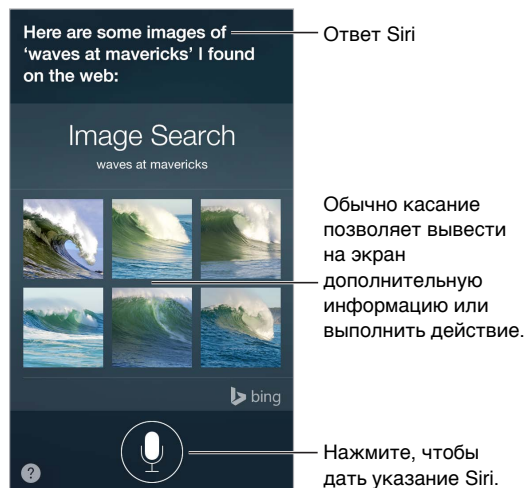 Here are some images of
‘waves at mavericks’ I found
on the web:
Ответ Siri
Image Search
waves at mavericks
Обычно касание
позволяет вывести
на экран
дополнительную
информацию или
выполнить действие.
bing
?
Нажмите, чтобы
дать указание Siri.